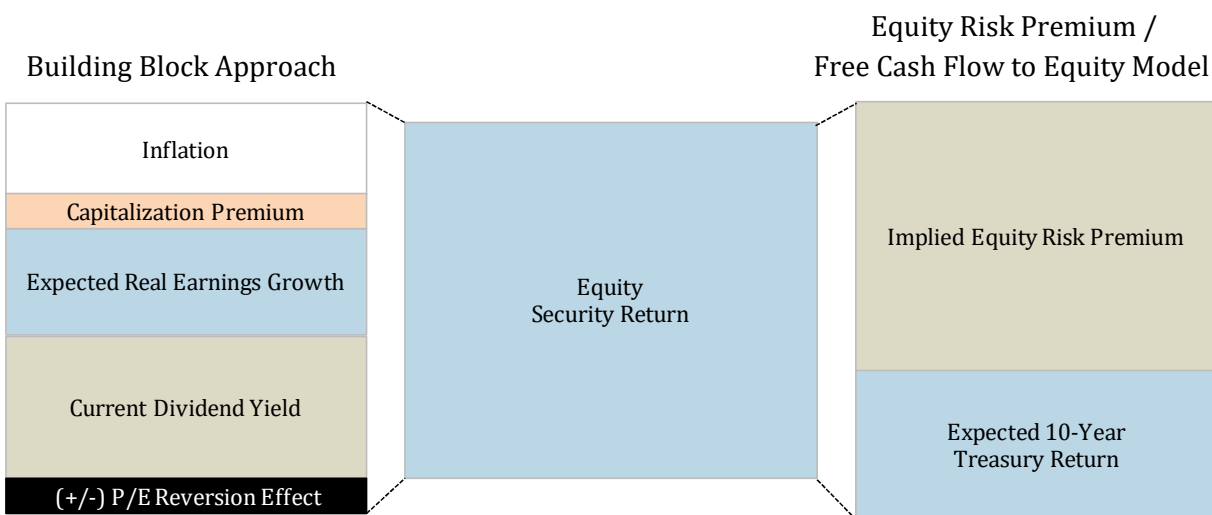 Building Block Approach
Inflation
Capitalization Premium
Expected Real Earnings Growth
Current Dividend Yield
(+/-) P/E Reversion Effect
Equity
Security Return
Equity Risk Premium /
Free Cash Flow to Equity Model
Implied Equity Risk Premium
Expected 10-Year
Treasury Return